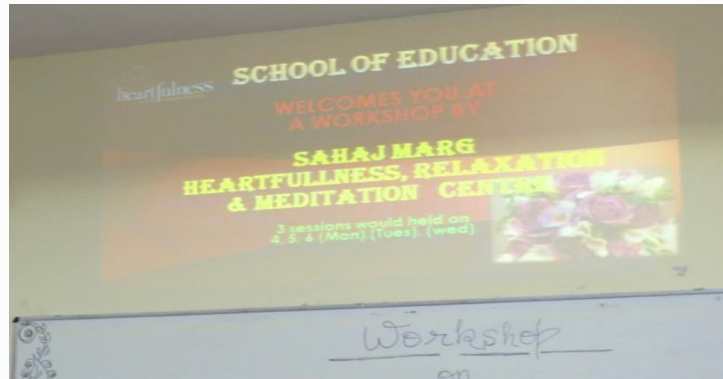 heartfulness
SCHOOL OF EDUCATION
WELCOMES YOU AT
A WORKSHOP BY
SAHAJ MARG
HEARTFULLNESS, RELAXATION
& MEDITATION CENTRE
3 sessions would held on
4, 5, 6 (Mon).(Tues). (wed)
Workshop
on